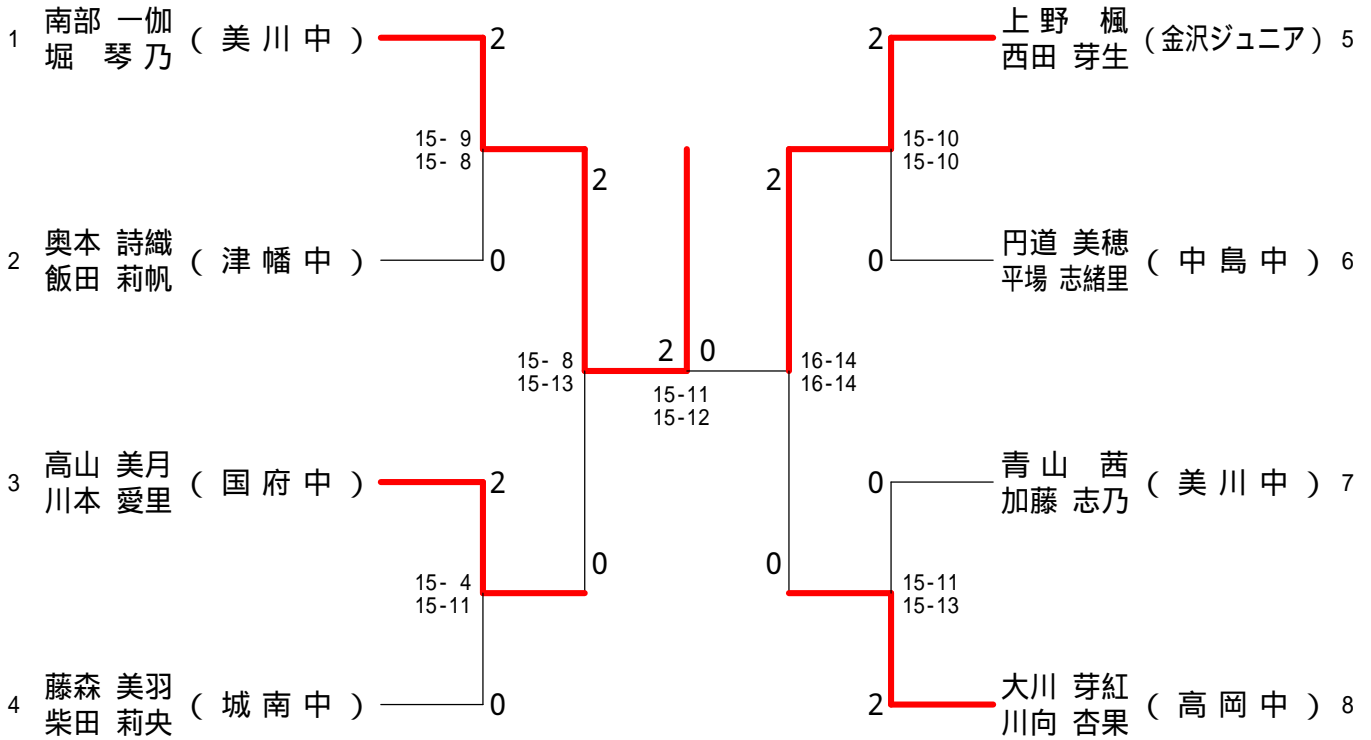 1 南部 一伽 ( 美 川 中 ) 2
堀 琴 乃
15- 9
15- 8
2 奥本 詩織 ( 津 幡 中 ) 0
飯田 莉帆
2
15- 8
15-13
3 高山 美月 ( 国 府 中 ) 2
川本 愛里
0
15- 4
15-11
4 藤森 美羽 ( 城 南 中 ) 0
柴田 莉央
2 0
15-11
15-12
2 上 野 楓 (金沢ジュニア) 5
西田 芽生
15-10
15-10
0 円道 美穂 ( 中 島 中 ) 6
平場 志緒里
2
16-14
16-14
0 青 山 茜 ( 美 川 中 ) 7
加藤 志乃
0
15-11
15-13
2 大川 芽紅 ( 高 岡 中 ) 8
川向 杏果